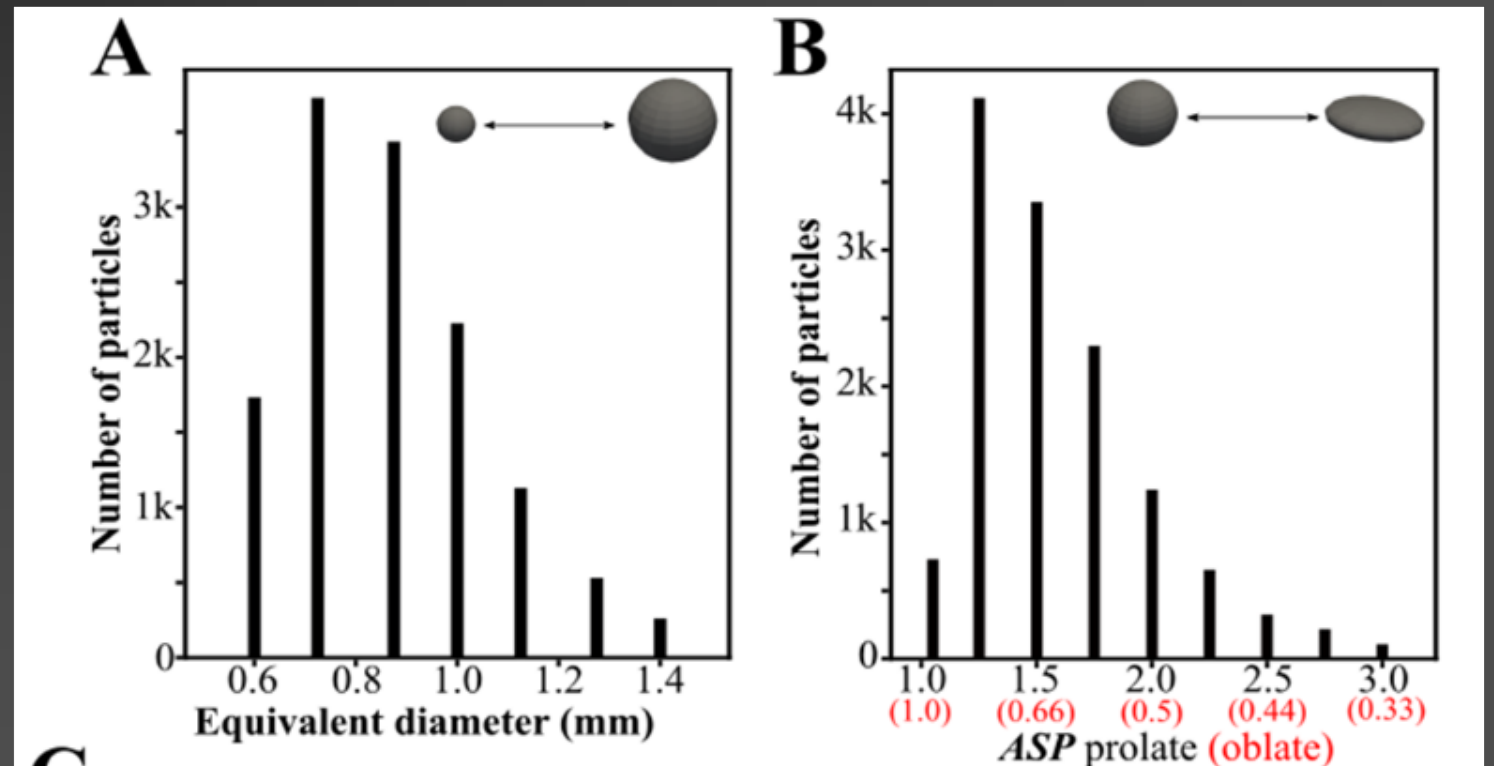 A
B
3k
2k
1k
0
Number of particles
0.6 0.8 1.0 1.2 1.4
Equivalent diameter (mm)
4k
3k
2k
1k
0
Number of particles
1.0 1.5 2.0 2.5 3.0
(1.0) (0.66) (0.5) (0.44) (0.33)
ASP prolate (oblate)